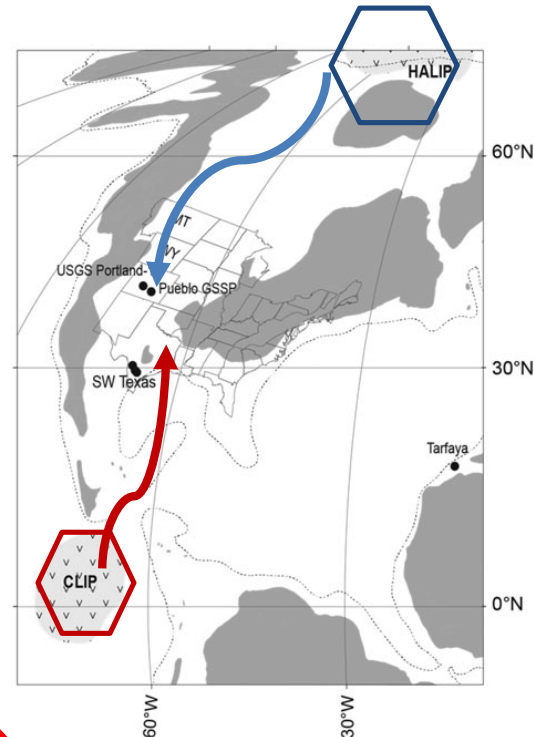 HALIP
60°N
MT
WY
USGS Portland-
Pueblo GSSP
30°N
SW Texas
Tarfaya
CLIP
0°N
60°W
30°W